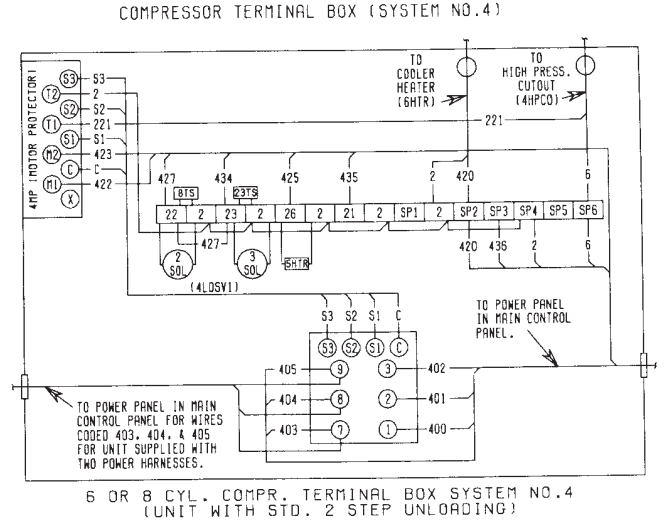 COMPRESSOR TERMINAL BOX (SYSTEM NO.4)
TO
COOLER
HEATER
(6HTR)
TO
HIGH PRESS.
CUTOUT
(4HPCO)
4MP (MOTOR PROTECTOR)
S3 S3
T2 2
S2 S2
T1 221 221
S1 S1
M2 423
C C
M1 422
X
427 434 425 435 2 420 6
8TS 23TS
22 2 23 2 26 2 21 2 SP1 2 SP2 SP3 SP4 SP5 SP6
427 420 436 2 6
2
SOL
3
SOL
5HTR
(4LDSV1)
S3 S2 S1 C
S3 S2 S1 C
TO POWER PANEL
IN MAIN CONTROL
PANEL.
405 9 3 402
404 8 2 401
403 7 1 400
TO POWER PANEL IN MAIN
CONTROL PANEL FOR WIRES
CODED 403, 404, & 405
FOR UNIT SUPPLIED WITH
TWO POWER HARNESSES.
6 OR 8 CYL. COMPR. TERMINAL BOX SYSTEM NO.4
(UNIT WITH STD. 2 STEP UNLOADING)